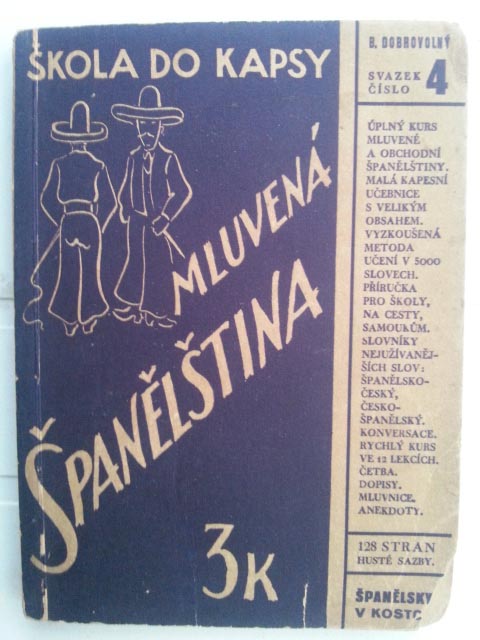 ŠKOLA DO KAPSY
MLUVENÁ
ŠPANĚLŠTINA
3K
B. DOBROVOLNÝ
SVAZEK
ČÍSLO 4
ÚPLNÝ KURS
MLUVENÉ
A OBCHODNÍ
ŠPANĚLŠTINY.
MALÁ KAPESNÍ
UČEBNICE
S VELIKÝM
OBSAHEM.
VYZKOUŠENÁ
METODA
UČENÍ V 5000
SLOVECH.
PŘÍRUČKA
PRO ŠKOLY,
NA CESTY,
SAMOUKŮM.
SLOVNÍKY
NEJUŽÍVANĚJ-
ŠÍCH SLOV:
ŠPANĚLSKO-
ČESKÝ,
ČESKO-
ŠPANĚLSKÝ.
KONVERSACE.
RYCHLÝ KURS
VE 12 LEKCÍCH.
ČETBA.
DOPISY.
MLUVNICE.
ANEKDOTY.
128 STRAN
HUSTÉ SAZBY.
ŠPANĚLSKY
V KOSTC